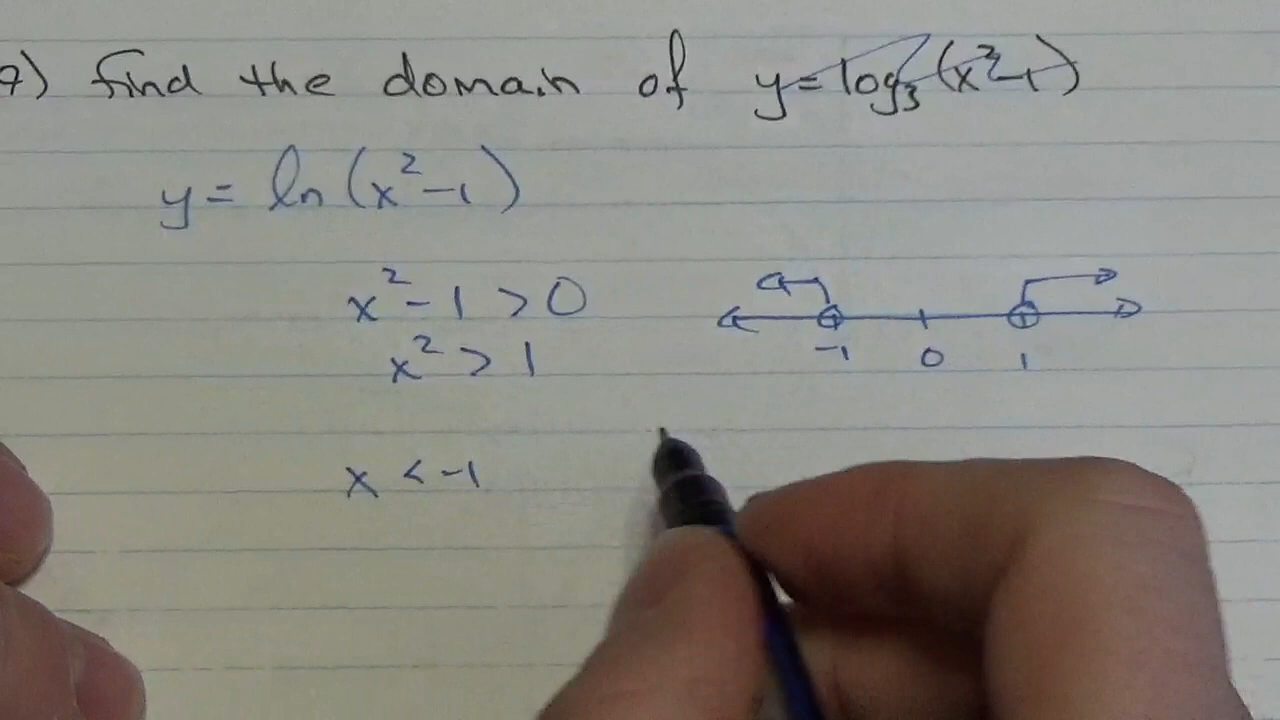 7) find the domain of y=log₃(x²-1)
y = ln(x²-1)
x²-1 > 0
x² > 1
-1 0 1
x < -1